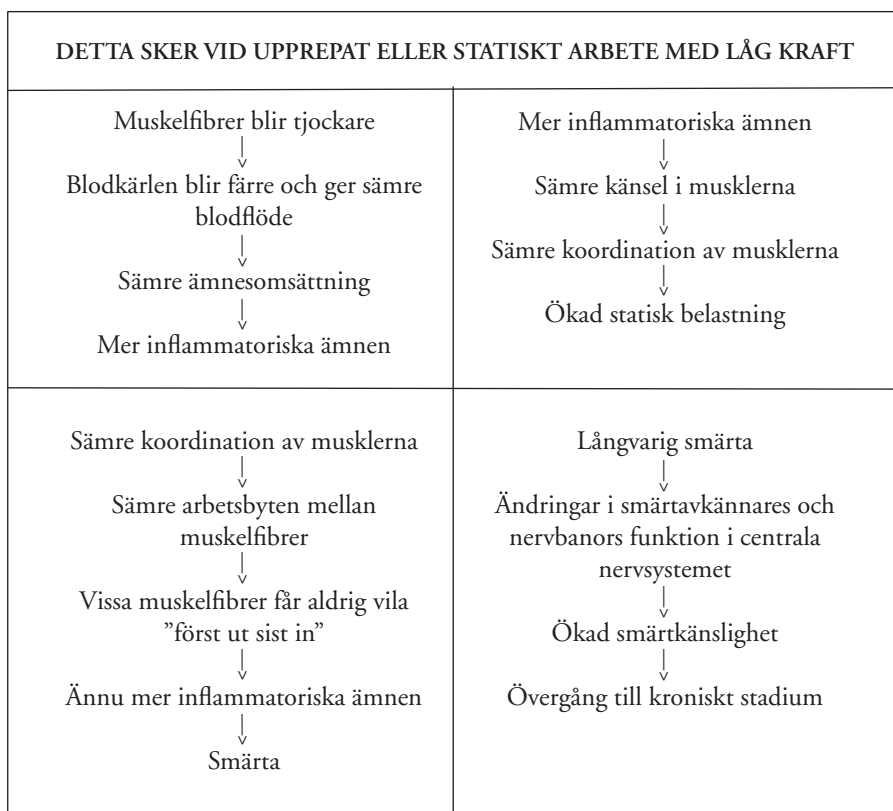 DETTA SKER VID UPPREPAT ELLER STATISKT ARBETE MED LÅG KRAFT
Muskelfibrer blir tjockare
Blodkärlen blir färre och ger sämre
blodflöde
Sämre ämnesomsättning
Mer inflammatoriska ämnen
Mer inflammatoriska ämnen
Sämre känsel i musklerna
Sämre koordination av musklerna
Ökad statisk belastning
Sämre koordination av musklerna
Sämre arbetsbyten mellan
muskelfibrer
Vissa muskelfibrer får aldrig vila
”först ut sist in”
Ännu mer inflammatoriska ämnen
Smärta
Långvarig smärta
Ändringar i smärtavkännares och
nervbanors funktion i centrala
nervsystemet
Ökad smärtkänslighet
Övergång till kroniskt stadium